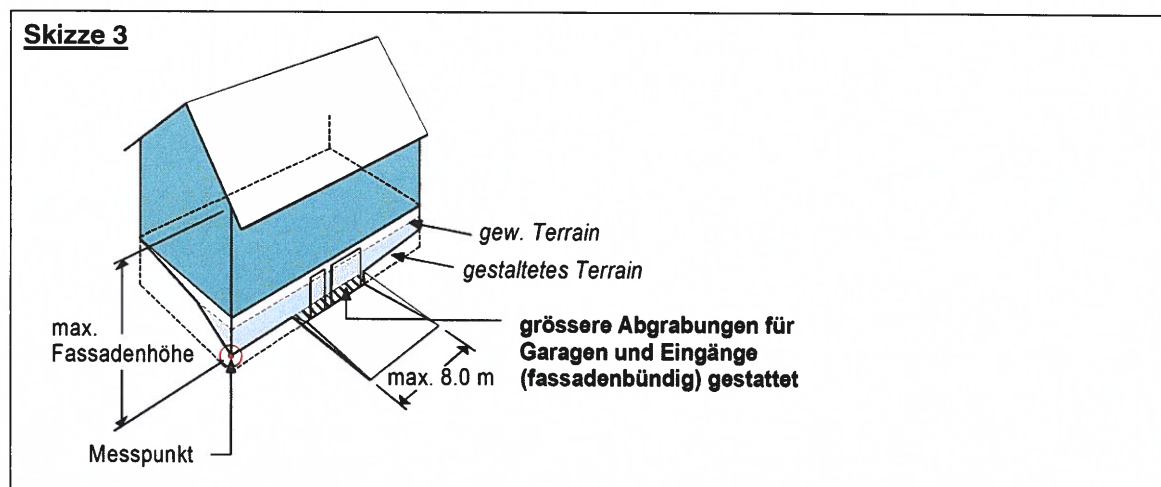 Skizze 3
gew. Terrain
gestaltetes Terrain
grössere Abgrabungen für
Garagen und Eingänge
(fassadenbündig) gestattet
max.
Fassadenhöhe
max. 8.0 m
Messpunkt